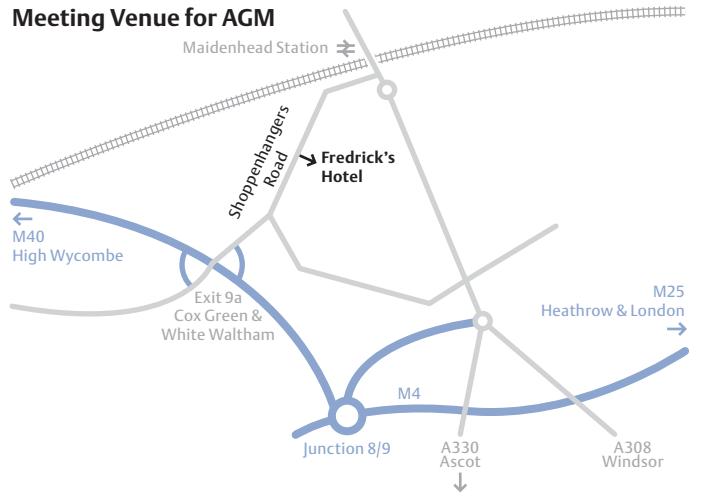 Meeting Venue for AGM
Maidenhead Station
Shoppenhangers
Road
Fredrick's
Hotel
M40
High Wycombe
Exit 9a
Cox Green &
White Waltham
M25
Heathrow & London
M4
Junction 8/9
A330
Ascot
A308
Windsor